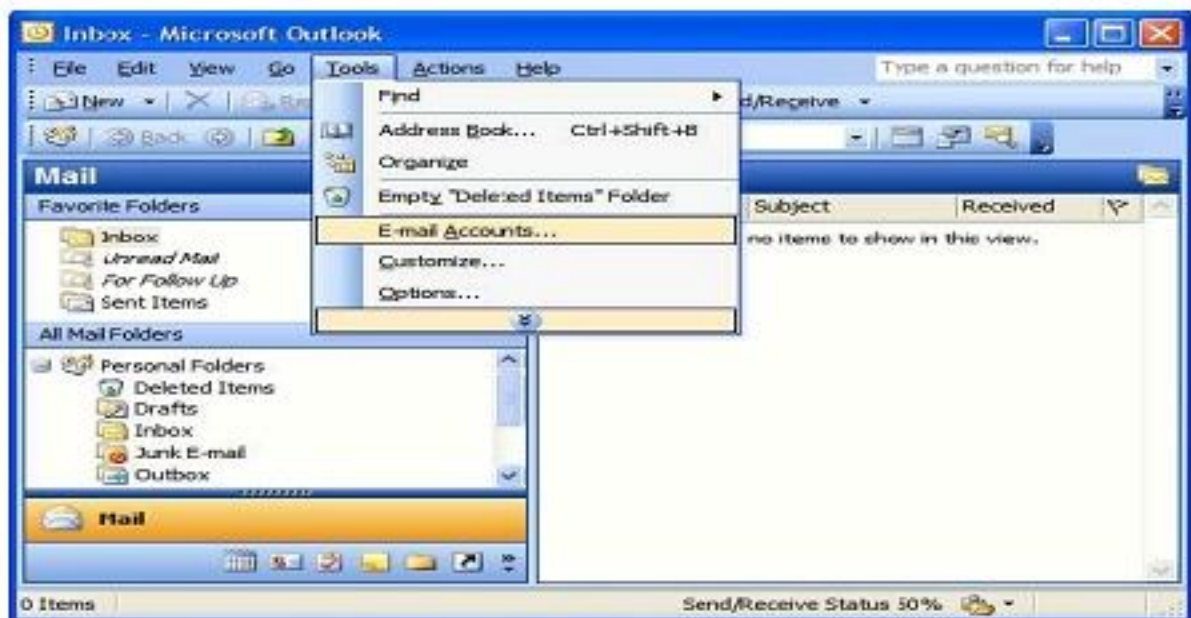 Inbox - Microsoft Outlook
File Edit View Go Tools Actions Help Type a question for help
New d/Receive
Back
Mail
Favorite Folders
Inbox
Unread Mail
For Follow Up
Sent Items
All Mail Folders
Personal Folders
Deleted Items
Drafts
Inbox
Junk E-mail
Outbox
Mail
Find
Address Book... Ctrl+Shift+B
Organize
Empty "Deleted Items" Folder
E-mail Accounts...
Customize...
Options...
Subject Received
no items to show in this view.
0 Items Send/Receive Status 50%